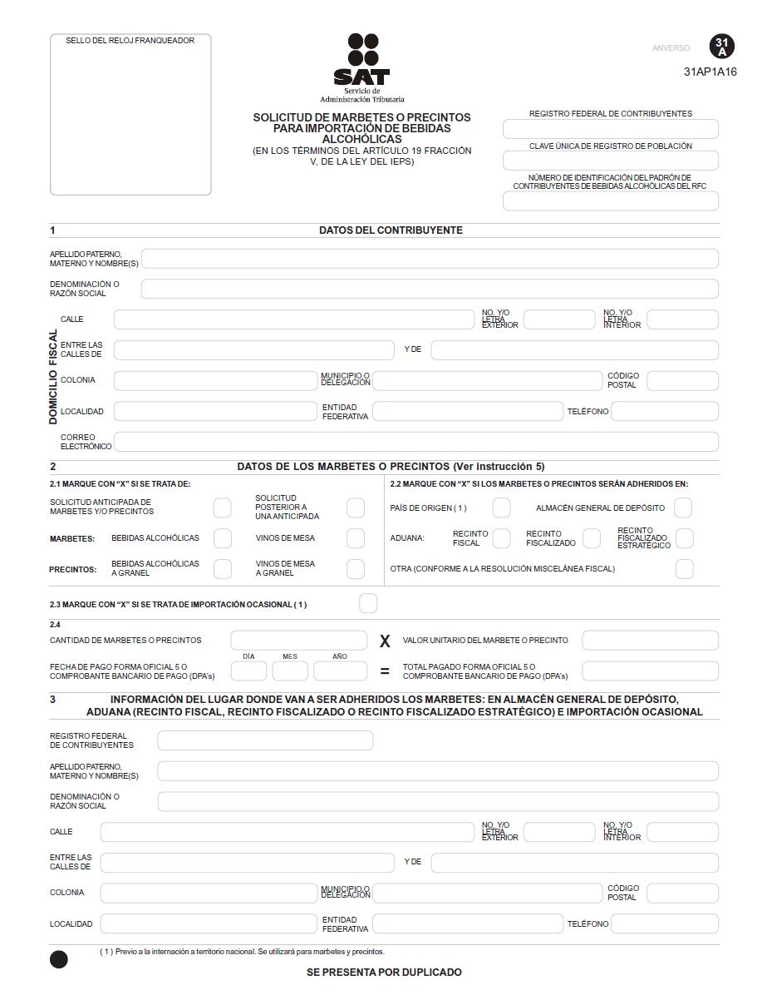 SELLO DEL RELOJ FRANQUEADOR
SAT
Servicio de
Administración Tributaria
ANVERSO
31
A
31AP1A16
SOLICITUD DE MARBETES O PRECINTOS
PARA IMPORTACIÓN DE BEBIDAS
ALCOHÓLICAS
(EN LOS TÉRMINOS DEL ARTÍCULO 19 FRACCIÓN
V, DE LA LEY DEL IEPS)
REGISTRO FEDERAL DE CONTRIBUYENTES
CLAVE ÚNICA DE REGISTRO DE POBLACIÓN
NÚMERO DE IDENTIFICACIÓN DEL PADRÓN DE
CONTRIBUYENTES DE BEBIDAS ALCOHÓLICAS DEL RFC
1 DATOS DEL CONTRIBUYENTE
APELLIDO PATERNO,
MATERNO Y NOMBRE(S)
DENOMINACIÓN O
RAZÓN SOCIAL
DOMICILIO FISCAL
CALLE
NO. Y/O
LETRA
EXTERIOR
NO. Y/O
LETRA
INTERIOR
ENTRE LAS
CALLES DE
Y DE
COLONIA
MUNICIPIO O
DELEGACIÓN
CÓDIGO
POSTAL
LOCALIDAD
ENTIDAD
FEDERATIVA
TELÉFONO
CORREO
ELECTRÓNICO
2 DATOS DE LOS MARBETES O PRECINTOS (Ver instrucción 5)
2.1 MARQUE CON “X” SI SE TRATA DE:
SOLICITUD ANTICIPADA DE
MARBETES Y/O PRECINTOS
SOLICITUD
POSTERIOR A
UNA ANTICIPADA
MARBETES: BEBIDAS ALCOHÓLICAS VINOS DE MESA
PRECINTOS:
BEBIDAS ALCOHÓLICAS
A GRANEL
VINOS DE MESA
A GRANEL
2.2 MARQUE CON “X” SI LOS MARBETES O PRECINTOS SERÁN ADHERIDOS EN:
PAÍS DE ORIGEN ( 1 ) ALMACÉN GENERAL DE DEPÓSITO
ADUANA:
RECINTO
FISCAL
RECINTO
FISCALIZADO
RECINTO
FISCALIZADO
ESTRATÉGICO
OTRA (CONFORME A LA RESOLUCIÓN MISCELÁNEA FISCAL)
2.3 MARQUE CON “X” SI SE TRATA DE IMPORTACIÓN OCASIONAL ( 1 )
2.4
CANTIDAD DE MARBETES O PRECINTOS
X
VALOR UNITARIO DEL MARBETE O PRECINTO
DÍA MES AÑO
FECHA DE PAGO FORMA OFICIAL 5 O
COMPROBANTE BANCARIO DE PAGO (DPA's)
=
TOTAL PAGADO FORMA OFICIAL 5 O
COMPROBANTE BANCARIO DE PAGO (DPA's)
3 INFORMACIÓN DEL LUGAR DONDE VAN A SER ADHERIDOS LOS MARBETES: EN ALMACÉN GENERAL DE DEPÓSITO,
ADUANA (RECINTO FISCAL, RECINTO FISCALIZADO O RECINTO FISCALIZADO ESTRATÉGICO) E IMPORTACIÓN OCASIONAL
REGISTRO FEDERAL
DE CONTRIBUYENTES
APELLIDO PATERNO,
MATERNO Y NOMBRE(S)
DENOMINACIÓN O
RAZÓN SOCIAL
CALLE
NO. Y/O
LETRA
EXTERIOR
NO. Y/O
LETRA
INTERIOR
ENTRE LAS
CALLES DE
Y DE
COLONIA
MUNICIPIO O
DELEGACIÓN
CÓDIGO
POSTAL
LOCALIDAD
ENTIDAD
FEDERATIVA
TELÉFONO
( 1 ) Previo a la internación a territorio nacional. Se utilizará para marbetes y precintos.
SE PRESENTA POR DUPLICADO